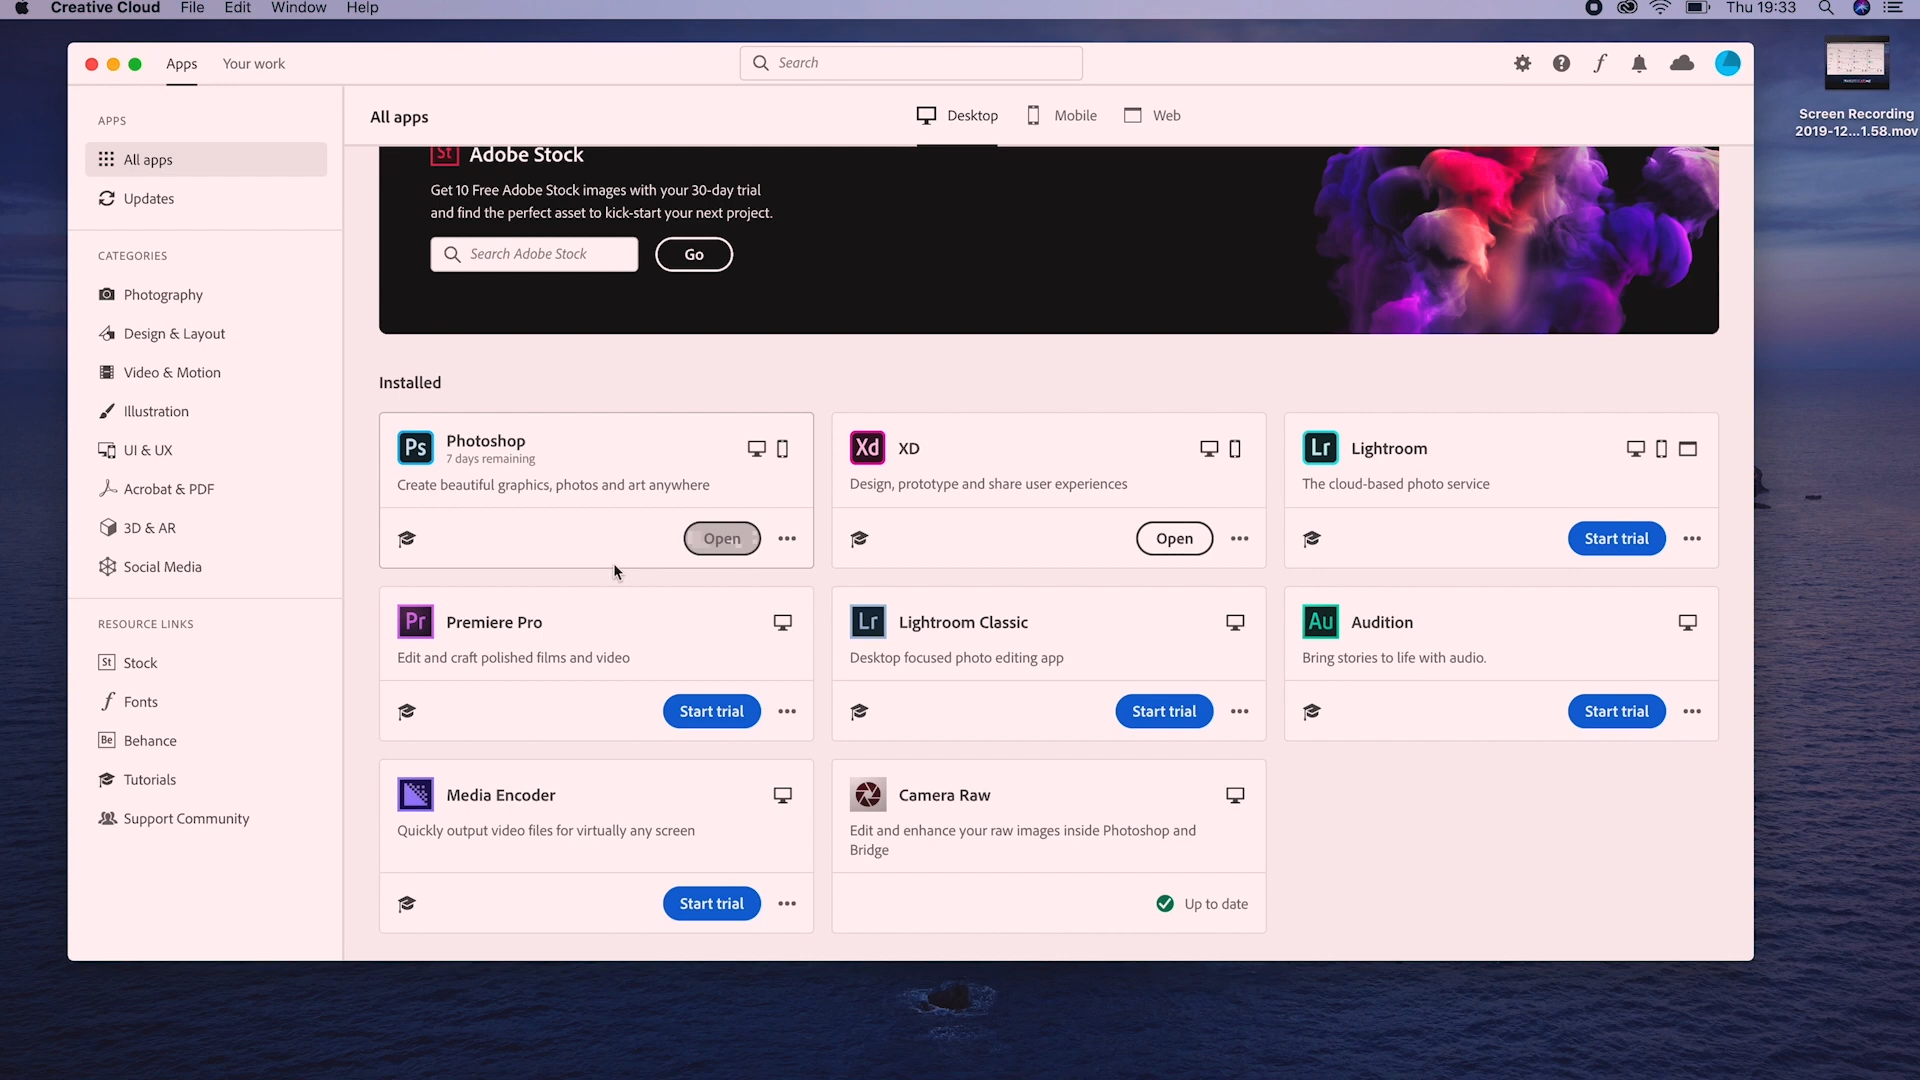 Creative Cloud File Edit Window Help
Thu 19:33
Apps Your work
Search
Screen Recording
2019-12...1.58.mov
APPS
All apps
Updates
CATEGORIES
Photography
Design & Layout
Video & Motion
Illustration
UI & UX
Acrobat & PDF
3D & AR
Social Media
RESOURCE LINKS
St Stock
Fonts
Be Behance
Tutorials
Support Community
All apps
Desktop Mobile Web
St Adobe Stock
Get 10 Free Adobe Stock images with your 30-day trial
and find the perfect asset to kick-start your next project.
Search Adobe Stock Go
Installed
Ps Photoshop
7 days remaining
Create beautiful graphics, photos and art anywhere
Open
Xd XD
Design, prototype and share user experiences
Open
Lr Lightroom
The cloud-based photo service
Start trial
Pr Premiere Pro
Edit and craft polished films and video
Start trial
Lr Lightroom Classic
Desktop focused photo editing app
Start trial
Au Audition
Bring stories to life with audio.
Start trial
Media Encoder
Quickly output video files for virtually any screen
Start trial
Camera Raw
Edit and enhance your raw images inside Photoshop and
Bridge
Up to date